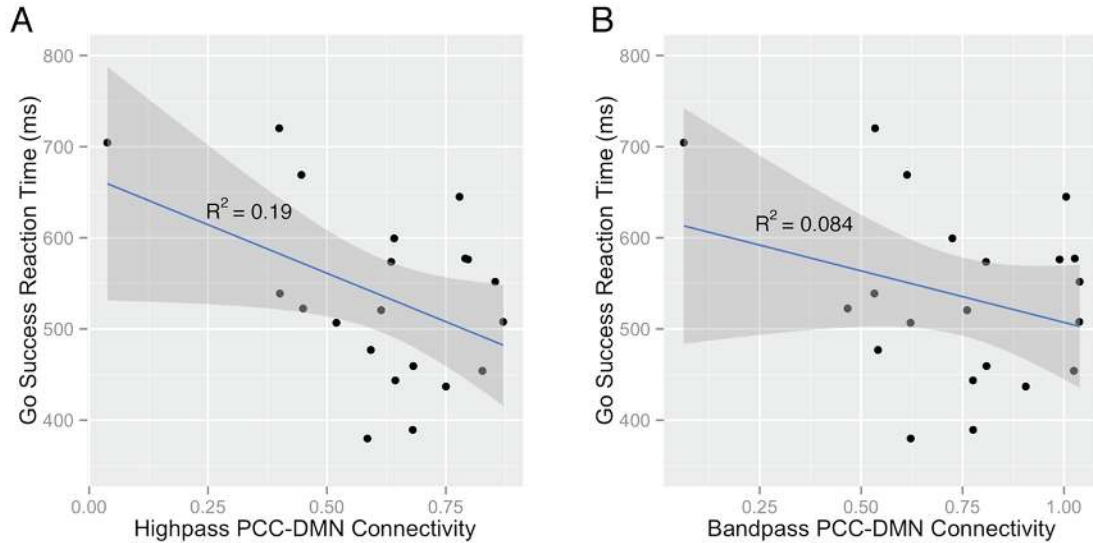 A
800
700
600
500
400
Go Success Reaction Time (ms)
R² = 0.19
0.00 0.25 0.50 0.75
Highpass PCC-DMN Connectivity
B
800
700
600
500
400
Go Success Reaction Time (ms)
R² = 0.084
0.25 0.50 0.75 1.00
Bandpass PCC-DMN Connectivity